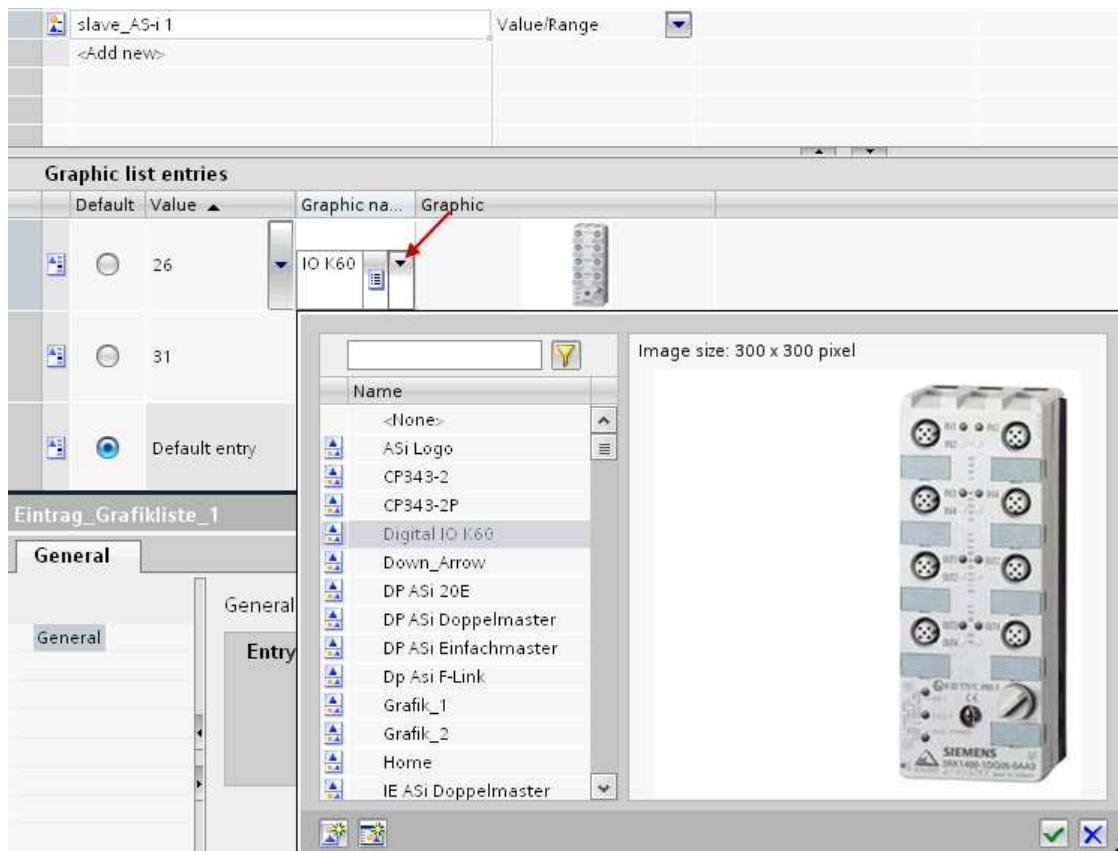 slave_AS-i 1 Value/Range
<Add new>
Graphic list entries
Default Value Graphic na... Graphic
26 IO K60
31
Default entry
Image size: 300 x 300 pixel
Name
<None>
ASi Logo
CP343-2
CP343-2P
Digital IO K60
Down_Arrow
DP ASi 20E
DP ASi Doppelmaster
DP ASi Einfachmaster
Dp Asi F-Link
Grafik_1
Grafik_2
Home
IE ASi Doppelmaster
Eintrag_Grafikliste_1
General
General
General
Entry
SIEMENS